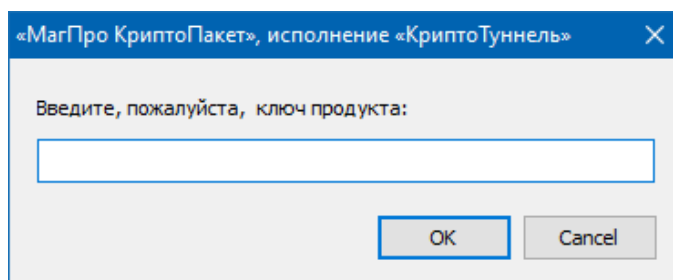 «МагПро КриптоПакет», исполнение «КриптоТуннель»
Введите, пожалуйста, ключ продукта:
OK Cancel